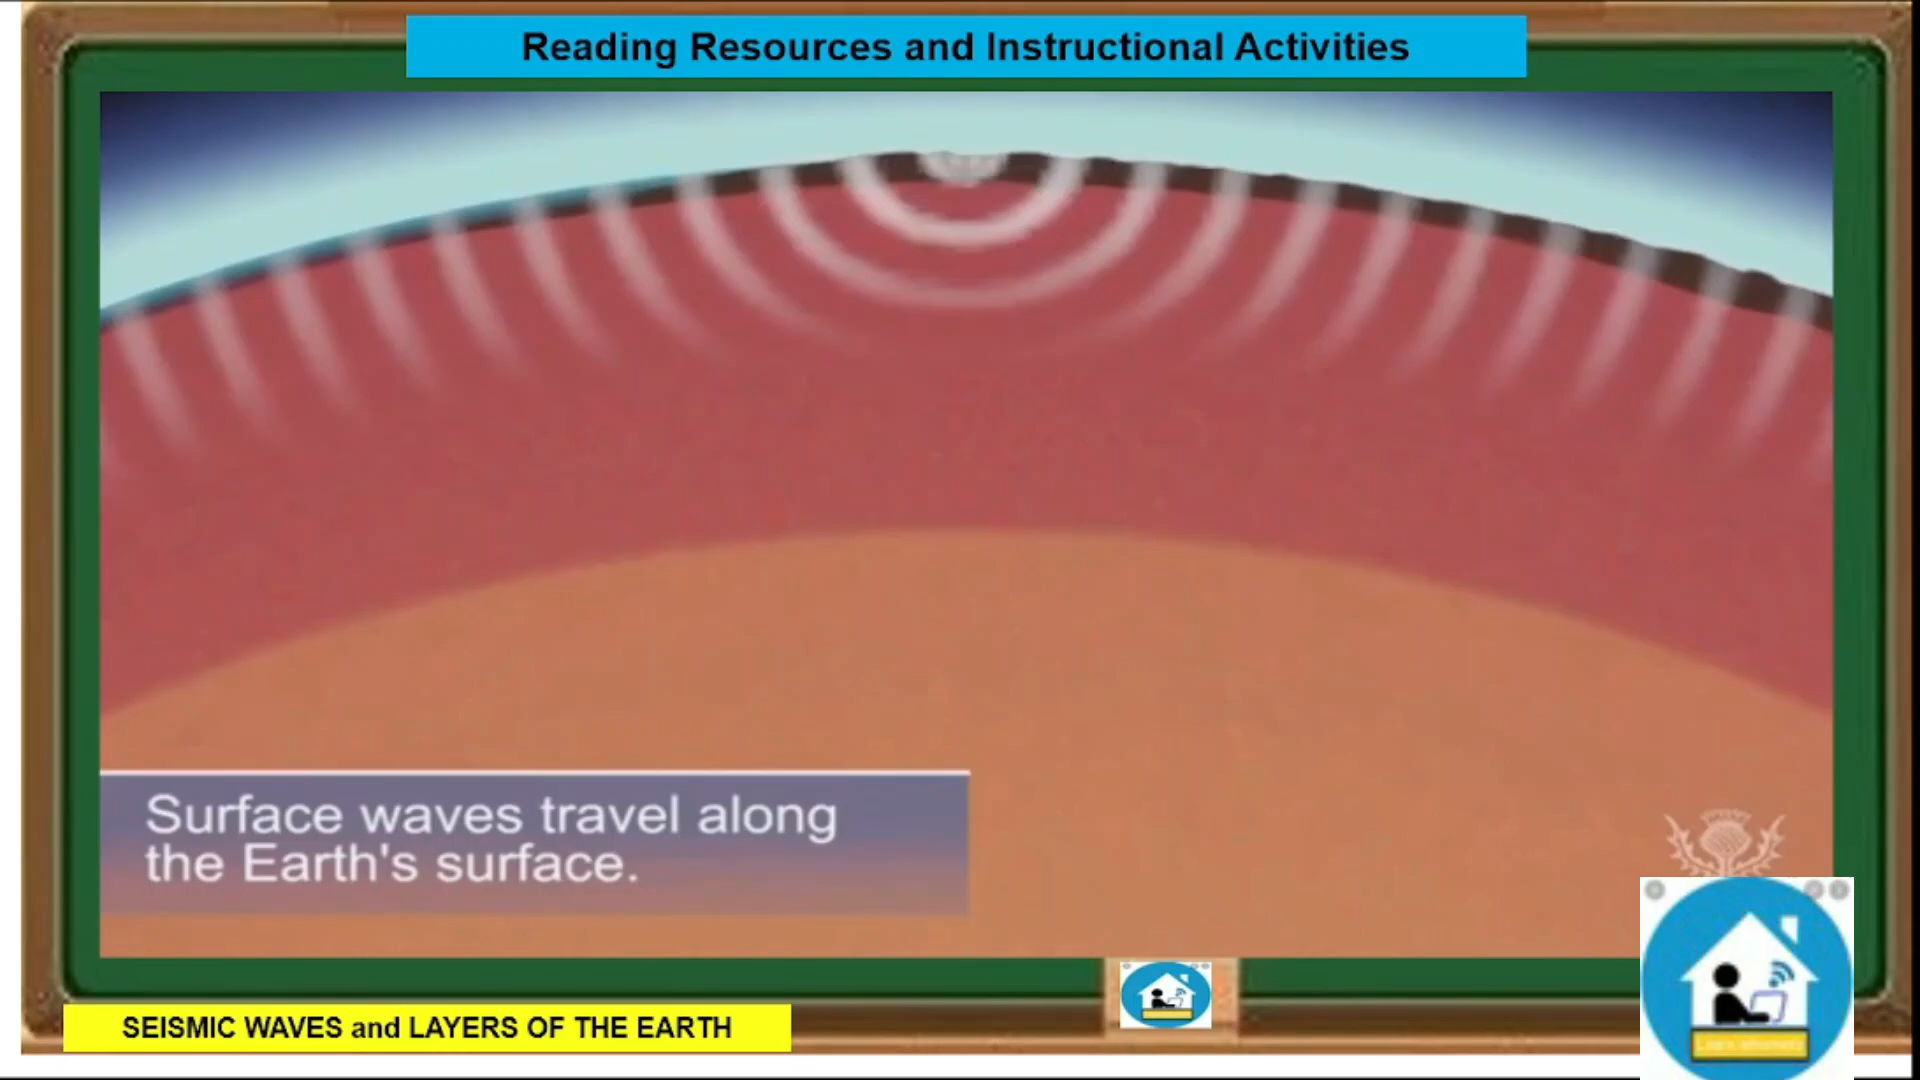 Reading Resources and Instructional Activities
Surface waves travel along
the Earth's surface.
SEISMIC WAVES and LAYERS OF THE EARTH